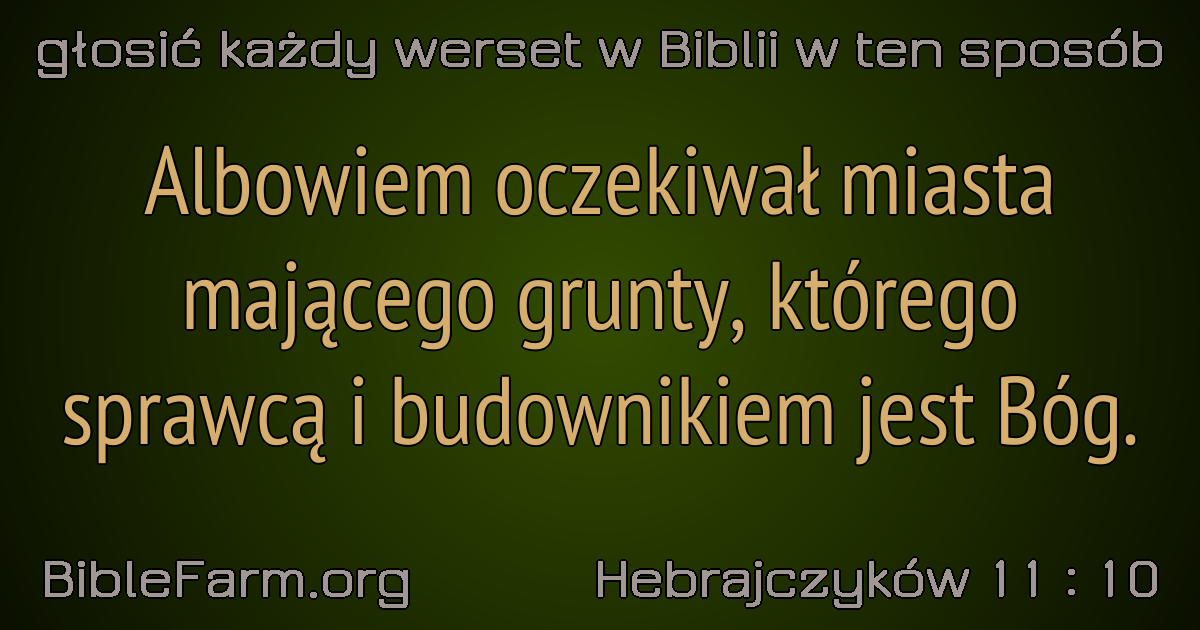 głosić każdy werset w Biblii w ten sposób
Albowiem oczekiwał miasta
mającego grunty, którego
sprawcą i budownikiem jest Bóg.
BibleFarm.org
Hebrajczyków 11 : 10